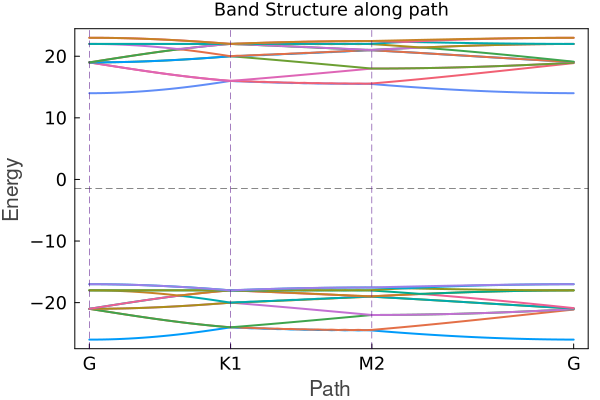 Band Structure along path
20
10
0
−10
−20
Energy
G K1 M2 G
Path